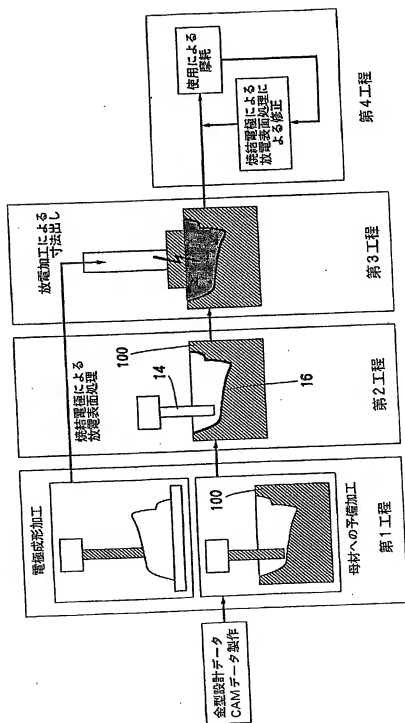 金型設計データ
CAMデータ製作
電極成形加工
100
母材への予備加工
第1工程
焼結電極による
放電表面処理
14
100
16
第2工程
放電加工による
寸法出し
第3工程
使用による
摩耗
焼結電極による
放電表面処理に
よる修正
第4工程